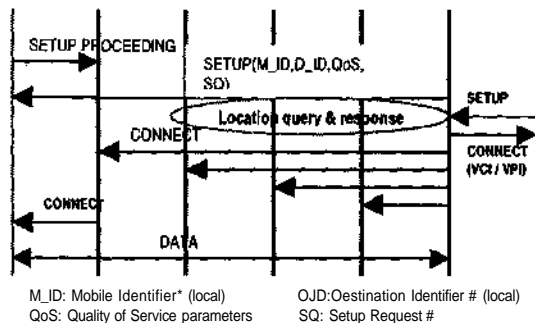 SETUP PROCEEDING
SETUP(M_ID,D_ID,QoS,
SQ)
SETUP
Location query & response
CONNECT
CONNECT
(VCI / VPI)
CONNECT
DATA
M_ID: Mobile Identifier* (local)
OJD:Oestination Identifier # (local)
QoS: Quality of Service parameters
SQ: Setup Request #